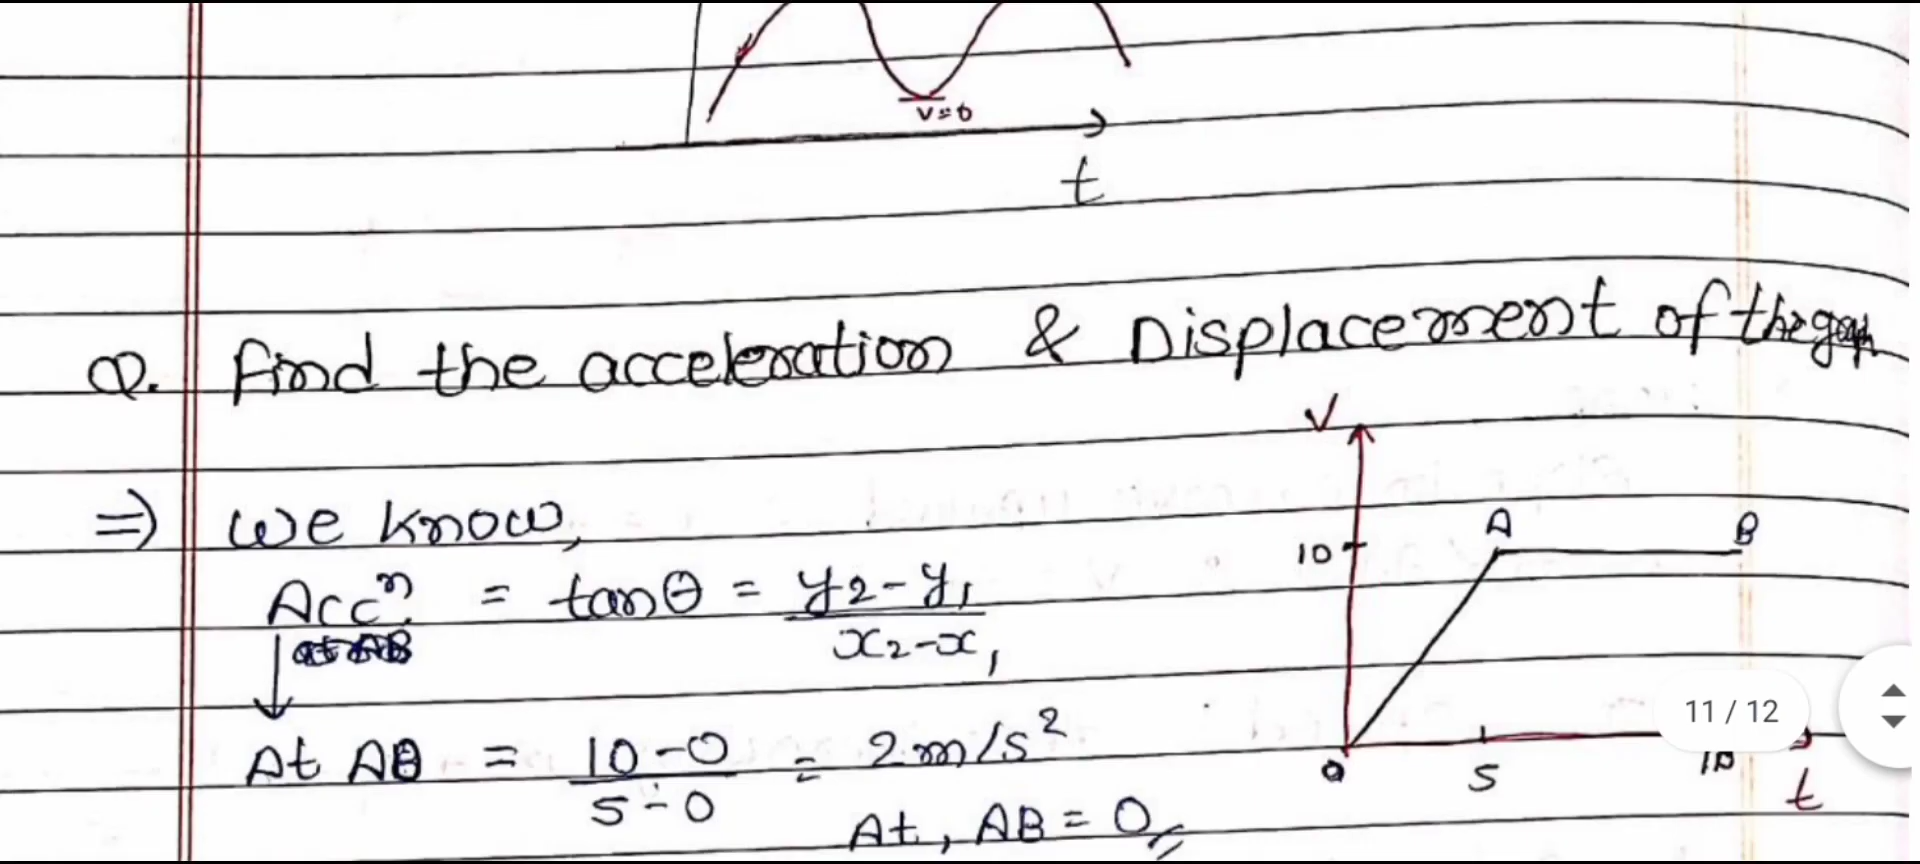 v=0
t
Q. Find the acceleration & Displacement of the graph
V
⇒ we know,
A B
10
Accⁿ. = tanθ = y₂-y₁ / x₂-x₁
11 / 12
At AO = 10-0 / 5-0 = 2m/s²
0 5 10 t
At, AB = 0